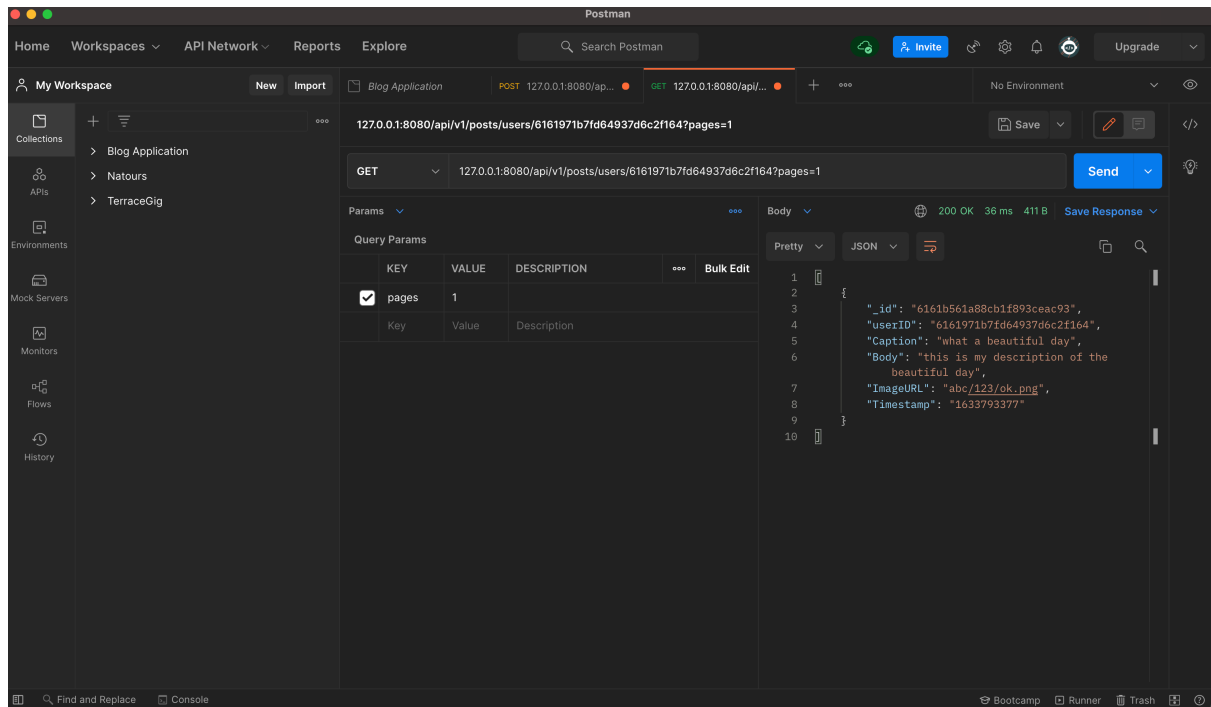 Postman
Home Workspaces API Network Reports Explore Search Postman Invite Upgrade
My Workspace New Import Blog Application POST 127.0.0.1:8080/ap... GET 127.0.0.1:8080/api/... No Environment
Collections
APIs
Environments
Mock Servers
Monitors
Flows
History
Blog Application
Natours
TerraceGig
127.0.0.1:8080/api/v1/posts/users/6161971b7fd64937d6c2f164?pages=1 Save
GET 127.0.0.1:8080/api/v1/posts/users/6161971b7fd64937d6c2f164?pages=1 Send
Params
Query Params
KEY VALUE DESCRIPTION Bulk Edit
pages 1
Key Value Description
Body 200 OK 36 ms 411 B Save Response
Pretty JSON
1 [
2 {
3 "_id": "6161b561a88cb1f893ceac93",
4 "userID": "6161971b7fd64937d6c2f164",
5 "Caption": "what a beautiful day",
6 "Body": "this is my description of the
beautiful day",
7 "ImageURL": "abc/123/ok.png",
8 "Timestamp": "1633793377"
9 }
10 ]
Find and Replace Console Bootcamp Runner Trash